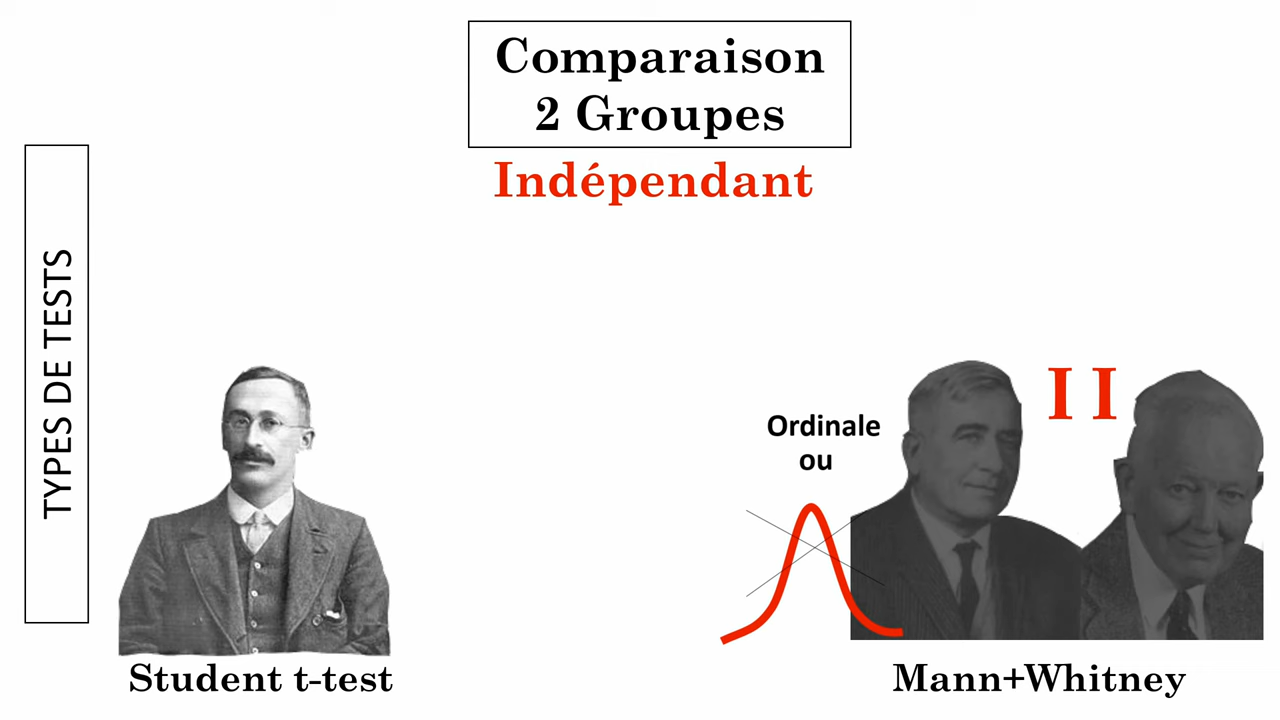 Comparaison
2 Groupes
Indépendant
TYPES DE TESTS
Ordinale
ou
I I
Student t-test
Mann+Whitney